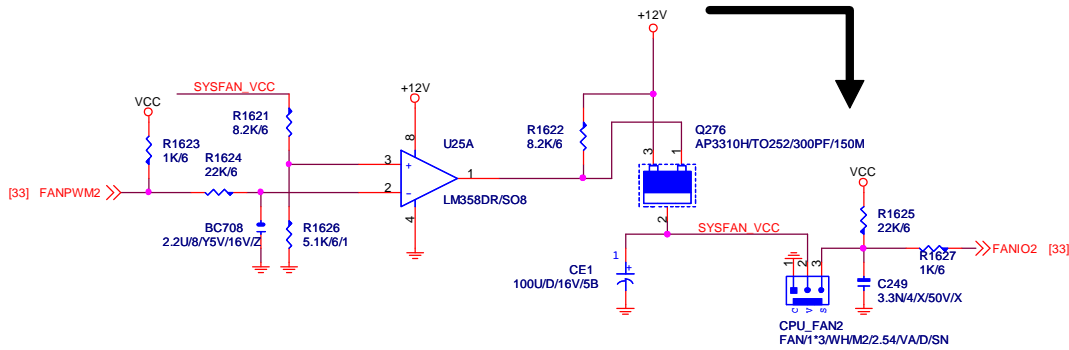 +12V
SYSFAN_VCC
VCC
+12V
R1621
8.2K/6
R1623
1K/6
R1622
8.2K/6
Q276
AP3310H/TO252/300PF/150M
U25A
R1624
22K/6
8
3
+
1
3
1
2
-
4
LM358DR/SO8
[33] FANPWM2
VCC
BC708
2.2U/8/Y5V/16V/Z
R1626
5.1K/6/1
2
SYSFAN_VCC
R1625
22K/6
R1627
1K/6
FANIO2 [33]
1
+
CE1
100U/D/16V/5B
1
2
3
C249
3.3N/4/X/50V/X
C
V
S
CPU_FAN2
FAN/1*3/WH/M2/2.54/VA/D/SN